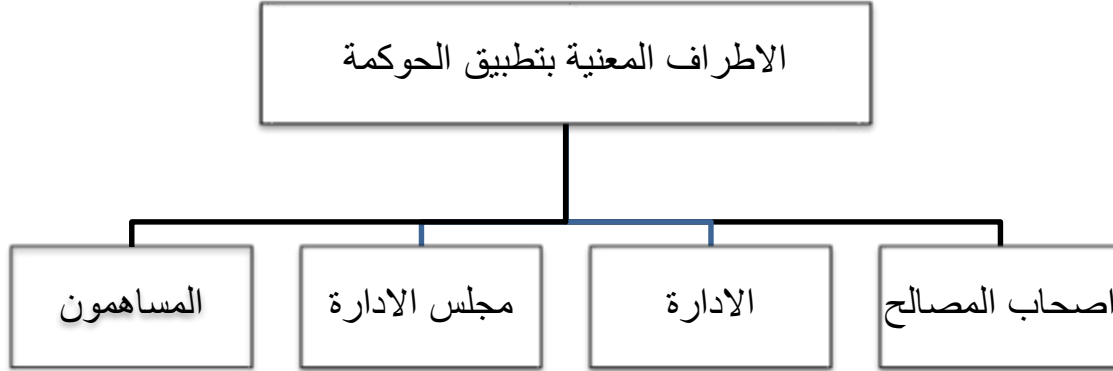 الاطراف المعنية بتطبيق الحوكمة
اصحاب المصالح
الادارة
مجلس الادارة
المساهمون